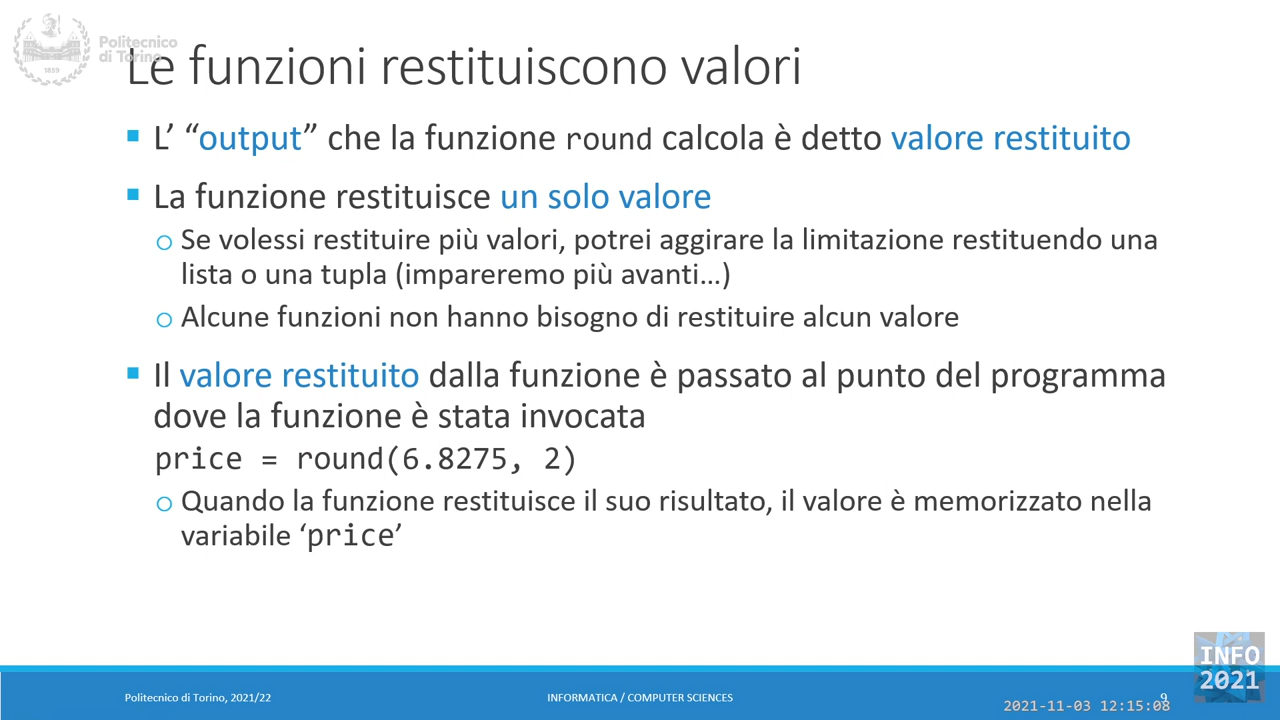 Politecnico
di Torino
1859
Le funzioni restituiscono valori
▪ L’ “output” che la funzione round calcola è detto valore restituito
▪ La funzione restituisce un solo valore
o Se volessi restituire più valori, potrei aggirare la limitazione restituendo una
lista o una tupla (impareremo più avanti…)
o Alcune funzioni non hanno bisogno di restituire alcun valore
▪ Il valore restituito dalla funzione è passato al punto del programma
dove la funzione è stata invocata
price = round(6.8275, 2)
o Quando la funzione restituisce il suo risultato, il valore è memorizzato nella
variabile ‘price’
INFO
2021
Politecnico di Torino, 2021/22
INFORMATICA / COMPUTER SCIENCES
9
2021-11-03 12:15:08